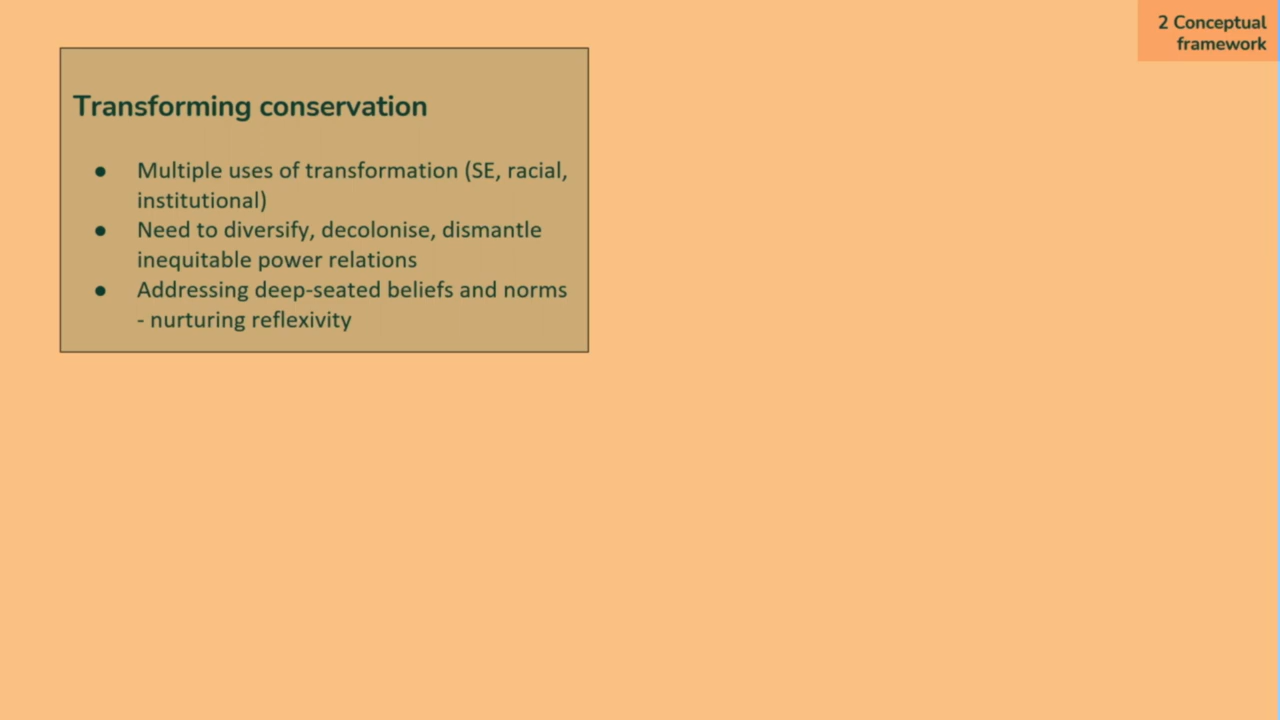 2 Conceptual
framework
Transforming conservation
● Multiple uses of transformation (SE, racial,
institutional)
● Need to diversify, decolonise, dismantle
inequitable power relations
● Addressing deep-seated beliefs and norms
- nurturing reflexivity